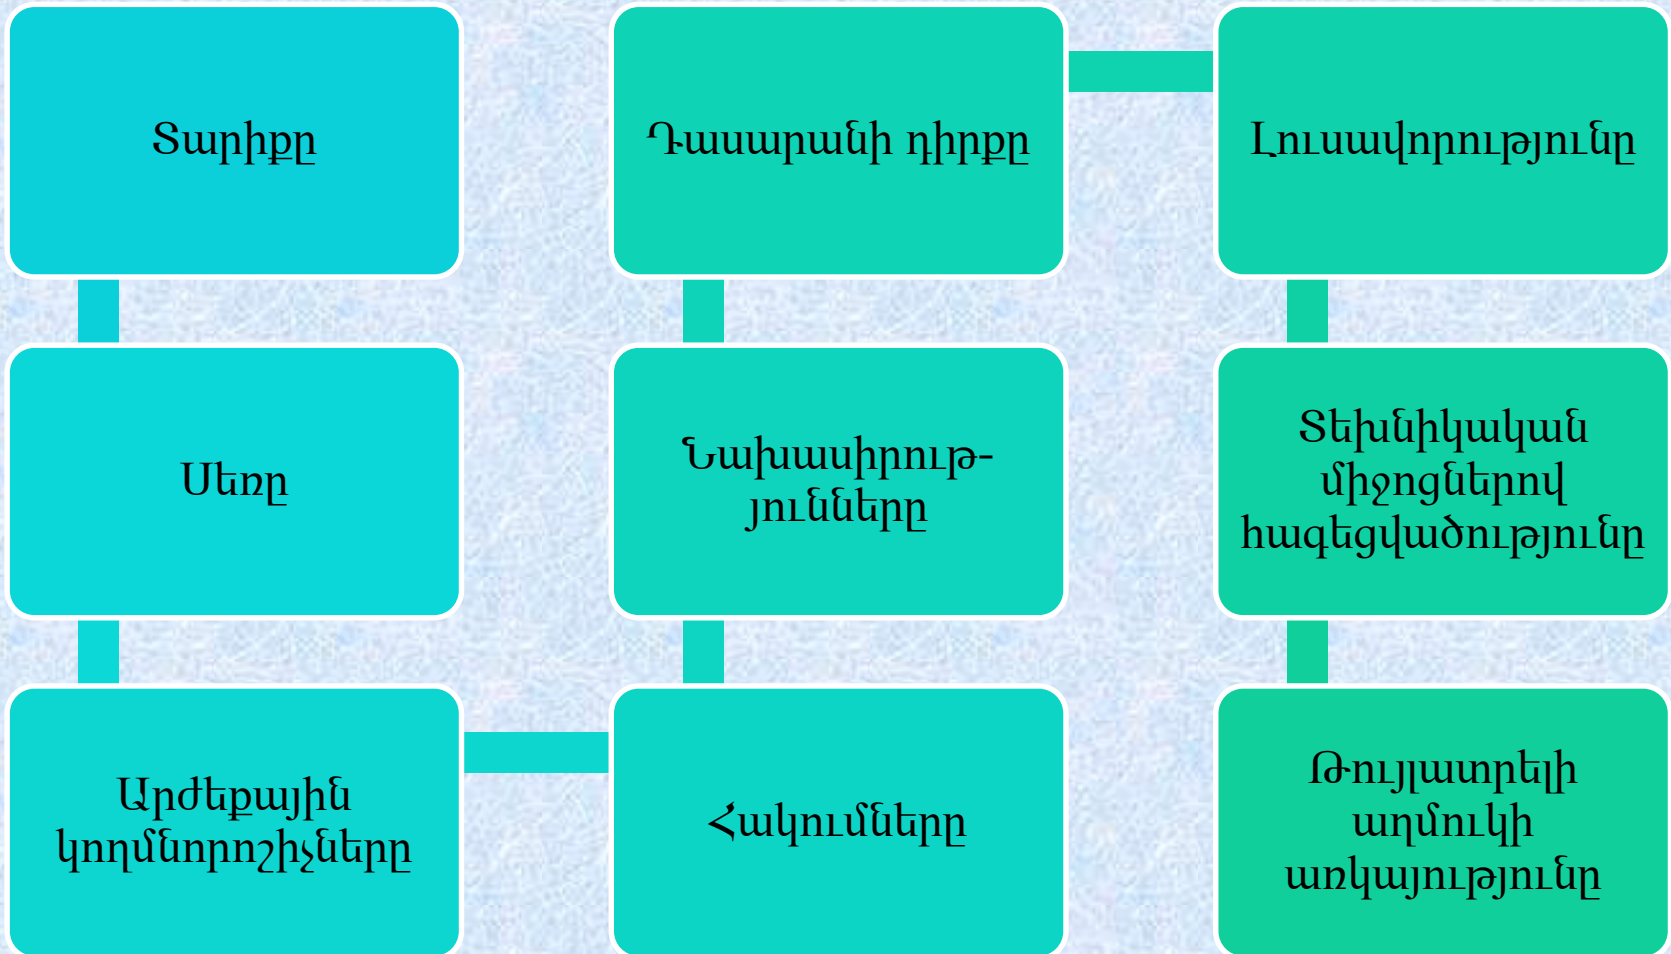 Տարիքը
Սեռը
Արժեքային
կողմնորոշիչները
Հակումները
Նախասիրութ-
յունները
Դասարանի դիրքը
Լուսավորությունը
Տեխնիկական
միջոցներով
հագեցվածությունը
Թույլատրելի
աղմուկի
առկայությունը